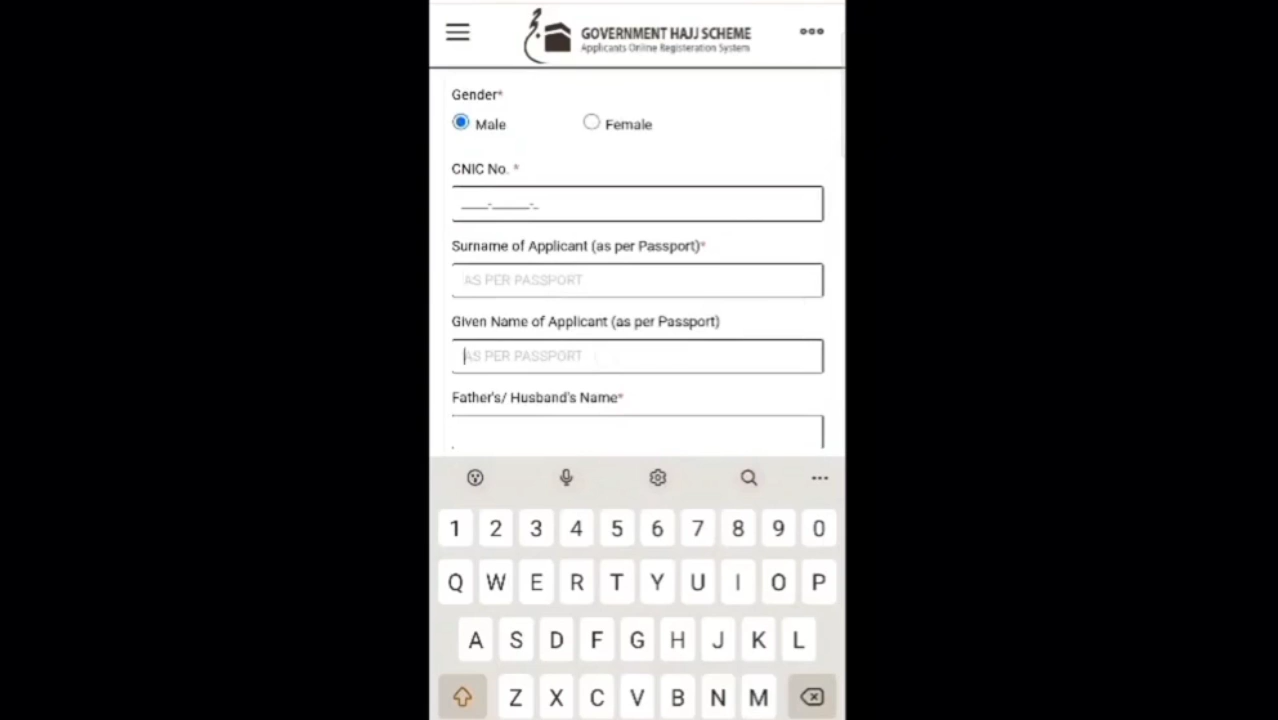 GOVERNMENT HAJJ SCHEME
Applicants Online Registeration System
Gender*
Male Female
CNIC No. *
_____-_______-_
Surname of Applicant (as per Passport)*
AS PER PASSPORT
Given Name of Applicant (as per Passport)
AS PER PASSPORT
Father's/ Husband's Name*
1 2 3 4 5 6 7 8 9 0
Q W E R T Y U I O P
A S D F G H J K L
Z X C V B N M